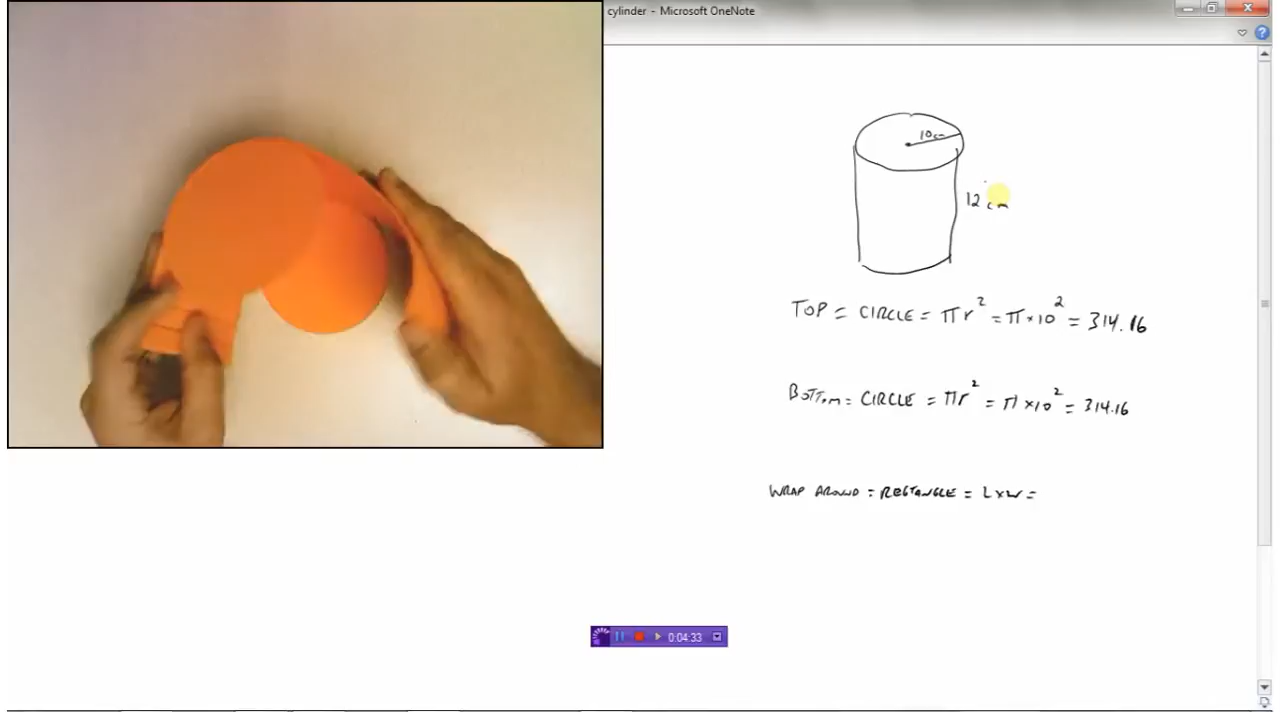 cylinder - Microsoft OneNote
10cm
12 cm
TOP = CIRCLE = πr² = π×10² = 314.16
BOTTOM = CIRCLE = πr² = π×10² = 314.16
WRAP AROUND = RECTANGLE = L×W =
0:04:33